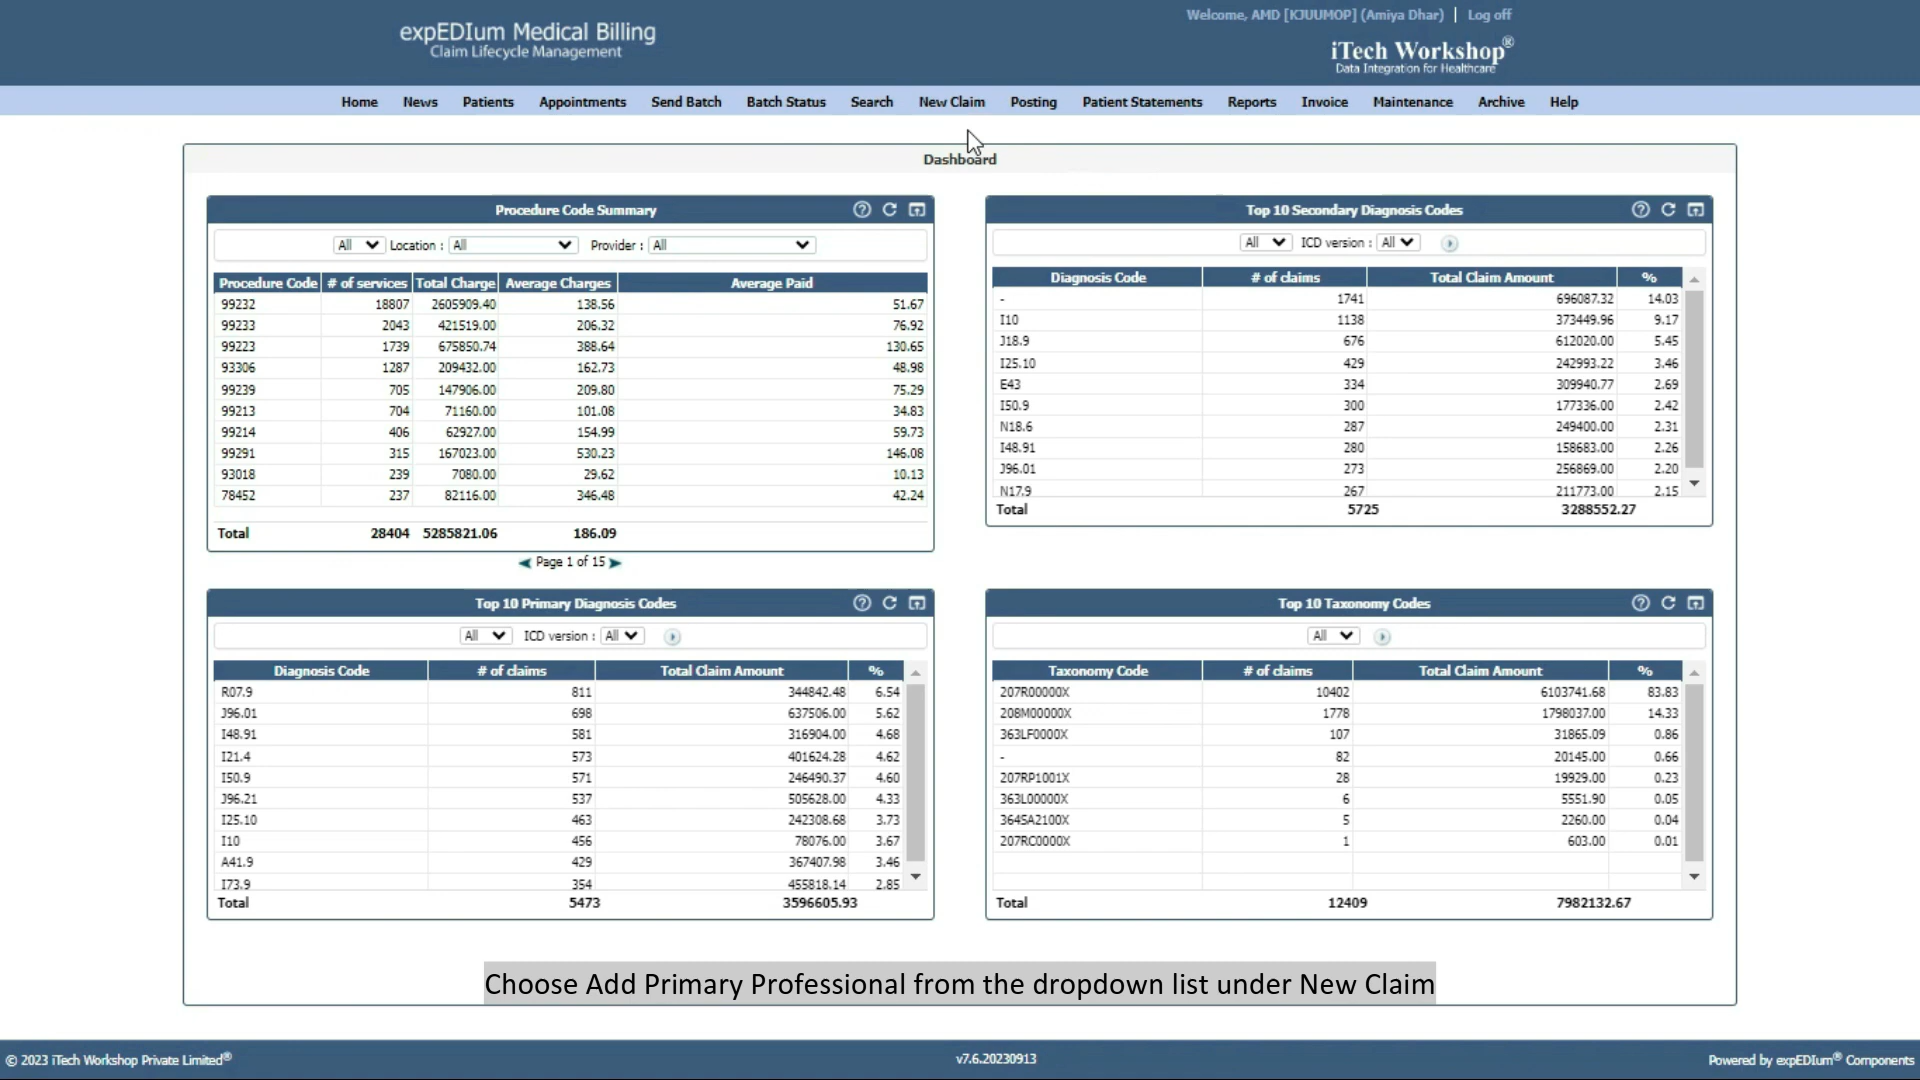 expEDIum Medical Billing
Claim Lifecycle Management
Welcome, AMD [KJUUMOP] (Amiya Dhar) | Log off
iTech Workshop®
Data Integration for Healthcare
Home News Patients Appointments Send Batch Batch Status Search New Claim Posting Patient Statements Reports Invoice Maintenance Archive Help
Dashboard
Procedure Code Summary
All Location : All Provider : All
Procedure Code # of services Total Charge Average Charges Average Paid
99232 18807 2605909.40 138.56 51.67
99233 2043 421519.00 206.32 76.92
99223 1739 675850.74 388.64 130.65
93306 1287 209432.00 162.73 48.98
99239 705 147906.00 209.80 75.29
99213 704 71160.00 101.08 34.83
99214 406 62927.00 154.99 59.73
99291 315 167023.00 530.23 146.08
93018 239 7080.00 29.62 10.13
78452 237 82116.00 346.48 42.24
Total 28404 5285821.06 186.09
Page 1 of 15
Top 10 Secondary Diagnosis Codes
All ICD version : All
Diagnosis Code # of claims Total Claim Amount %
- 1741 696087.32 14.03
I10 1138 373449.96 9.17
J18.9 676 612020.00 5.45
I25.10 429 242993.22 3.46
E43 334 309940.77 2.69
I50.9 300 177336.00 2.42
N18.6 287 249400.00 2.31
I48.91 280 158683.00 2.26
J96.01 273 256869.00 2.20
N17.9 267 211773.00 2.15
Total 5725 3288552.27
Top 10 Primary Diagnosis Codes
All ICD version : All
Diagnosis Code # of claims Total Claim Amount %
R07.9 811 344842.48 6.54
J96.01 698 637506.00 5.62
I48.91 581 316904.00 4.68
I21.4 573 401624.28 4.62
I50.9 571 246490.37 4.60
J96.21 537 505628.00 4.33
I25.10 463 242308.68 3.73
I10 456 78076.00 3.67
A41.9 429 367407.98 3.46
I73.9 354 455818.14 2.85
Total 5473 3596605.93
Top 10 Taxonomy Codes
All
Taxonomy Code # of claims Total Claim Amount %
207R00000X 10402 6103741.68 83.83
208M00000X 1778 1798037.00 14.33
363LF0000X 107 31865.09 0.86
- 82 20145.00 0.66
207RP1001X 28 19929.00 0.23
363L00000X 6 5551.90 0.05
364SA2100X 5 2260.00 0.04
207RC0000X 1 603.00 0.01
Total 12409 7982132.67
Choose Add Primary Professional from the dropdown list under New Claim
© 2023 iTech Workshop Private Limited® v7.6.20230913 Powered by expEDIum® Components